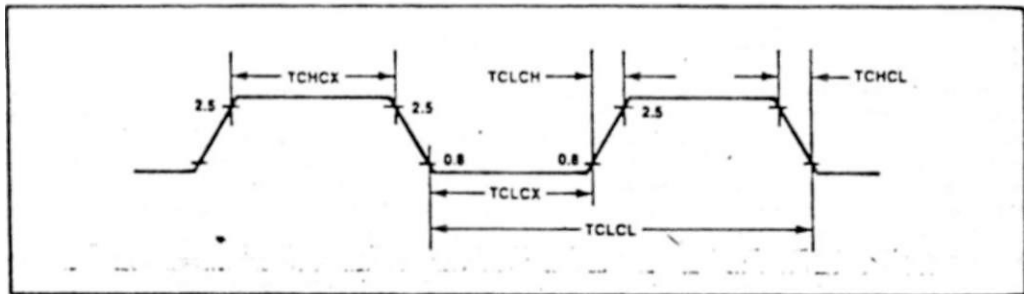 TCHCX TCLCH TCHCL
2.5 2.5 2.5
0.8 0.8
TCLCX
TCLCL